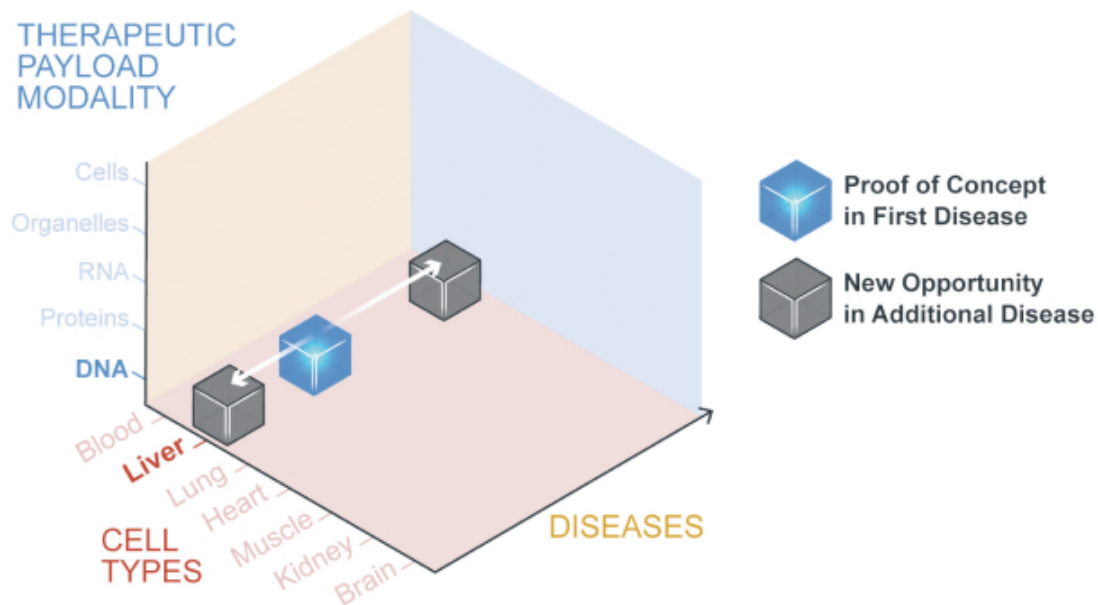 THERAPEUTIC
PAYLOAD
MODALITY
Cells
Organelles
RNA
Proteins
DNA
Blood
Liver
Lung
Heart
Muscle
Kidney
Brain
CELL
TYPES
DISEASES
Proof of Concept
in First Disease
New Opportunity
in Additional Disease